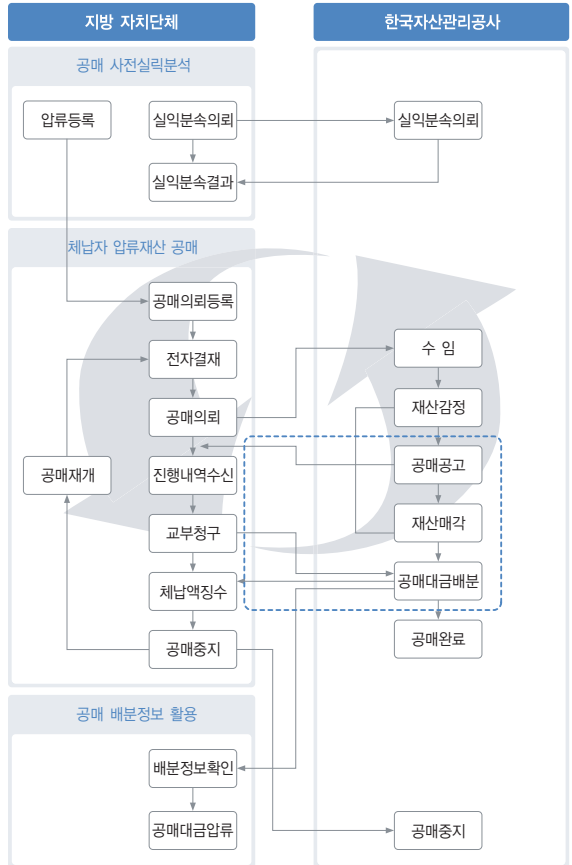 지방 자치단체
한국자산관리공사
공매 사전실릭분석
압류등록
실익분속의뢰
실익분속의뢰
실익분속결과
체납자 압류재산 공매
공매의뢰등록
전자결재
수 임
공매의뢰
재산감정
공매재개
진행내역수신
공매공고
교부청구
재산매각
체납액징수
공매대금배분
공매중지
공매완료
공매 배분정보 활용
배분정보확인
공매대금압류
공매중지